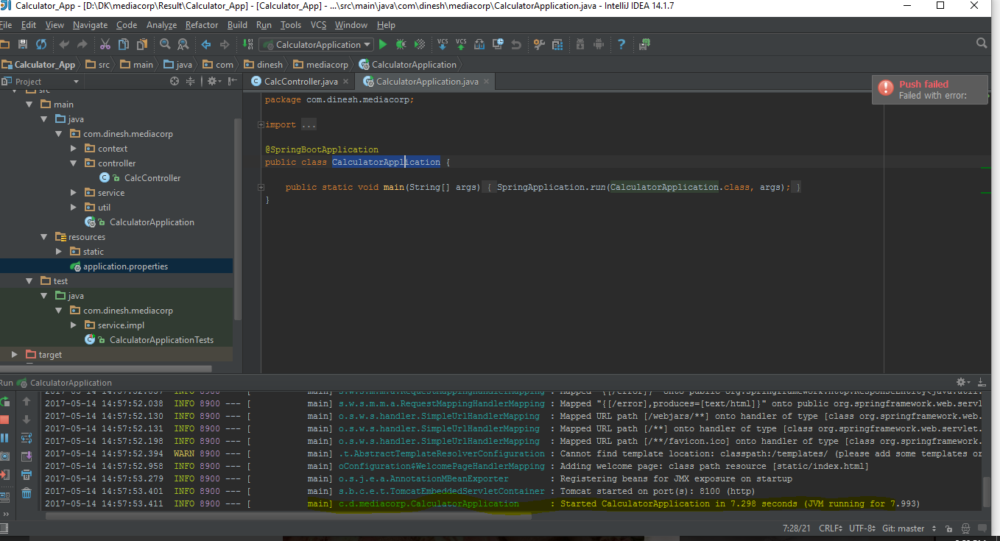 Calculator_App - [D:\DK\mediacorp\Result\Calculator_App] - [Calculator_App] - ...\src\main\java\com\dinesh\mediacorp\CalculatorApplication.java - IntelliJ IDEA 14.1.7
File Edit View Navigate Code Analyze Refactor Build Run Tools VCS Window Help
CalculatorApplication
VCS VCS
Calculator_App src main java com dinesh mediacorp CalculatorApplication
Project
CalcController.java CalculatorApplication.java
Push failed
Failed with error:
src
main
java
com.dinesh.mediacorp
context
controller
CalcController
service
util
CalculatorApplication
resources
static
application.properties
test
java
com.dinesh.mediacorp
service.impl
CalculatorApplicationTests
target
package com.dinesh.mediacorp;
import ...
@SpringBootApplication
public class CalculatorApplication {
public static void main(String[] args) { SpringApplication.run(CalculatorApplication.class, args); }
}
Run CalculatorApplication
2017-05-14 14:57:52.037 INFO 8900 --- [ main] s.w.s.m.m.a.RequestMappingHandlerMapping : Mapped "{[/error]}" onto public org.springframework.http.ResponseEntity<java.util.
2017-05-14 14:57:52.038 INFO 8900 --- [ main] s.w.s.m.m.a.RequestMappingHandlerMapping : Mapped "{[/error],produces=[text/html]}" onto public org.springframework.web.servl
2017-05-14 14:57:52.130 INFO 8900 --- [ main] o.s.w.s.handler.SimpleUrlHandlerMapping : Mapped URL path [/webjars/**] onto handler of type [class org.springframework.web.
2017-05-14 14:57:52.131 INFO 8900 --- [ main] o.s.w.s.handler.SimpleUrlHandlerMapping : Mapped URL path [/**] onto handler of type [class org.springframework.web.servlet.
2017-05-14 14:57:52.198 INFO 8900 --- [ main] o.s.w.s.handler.SimpleUrlHandlerMapping : Mapped URL path [/**/favicon.ico] onto handler of type [class org.springframework.
2017-05-14 14:57:52.394 WARN 8900 --- [ main] .t.AbstractTemplateResolverConfiguration : Cannot find template location: classpath:/templates/ (please add some templates or
2017-05-14 14:57:52.958 INFO 8900 --- [ main] oConfiguration$WelcomePageHandlerMapping : Adding welcome page: class path resource [static/index.html]
2017-05-14 14:57:53.279 INFO 8900 --- [ main] o.s.j.e.a.AnnotationMBeanExporter : Registering beans for JMX exposure on startup
2017-05-14 14:57:53.401 INFO 8900 --- [ main] s.b.c.e.t.TomcatEmbeddedServletContainer : Tomcat started on port(s): 8100 (http)
2017-05-14 14:57:53.411 INFO 8900 --- [ main] c.d.mediacorp.CalculatorApplication : Started CalculatorApplication in 7.298 seconds (JVM running for 7.993)
7:28/21 CRLF UTF-8 Git: master